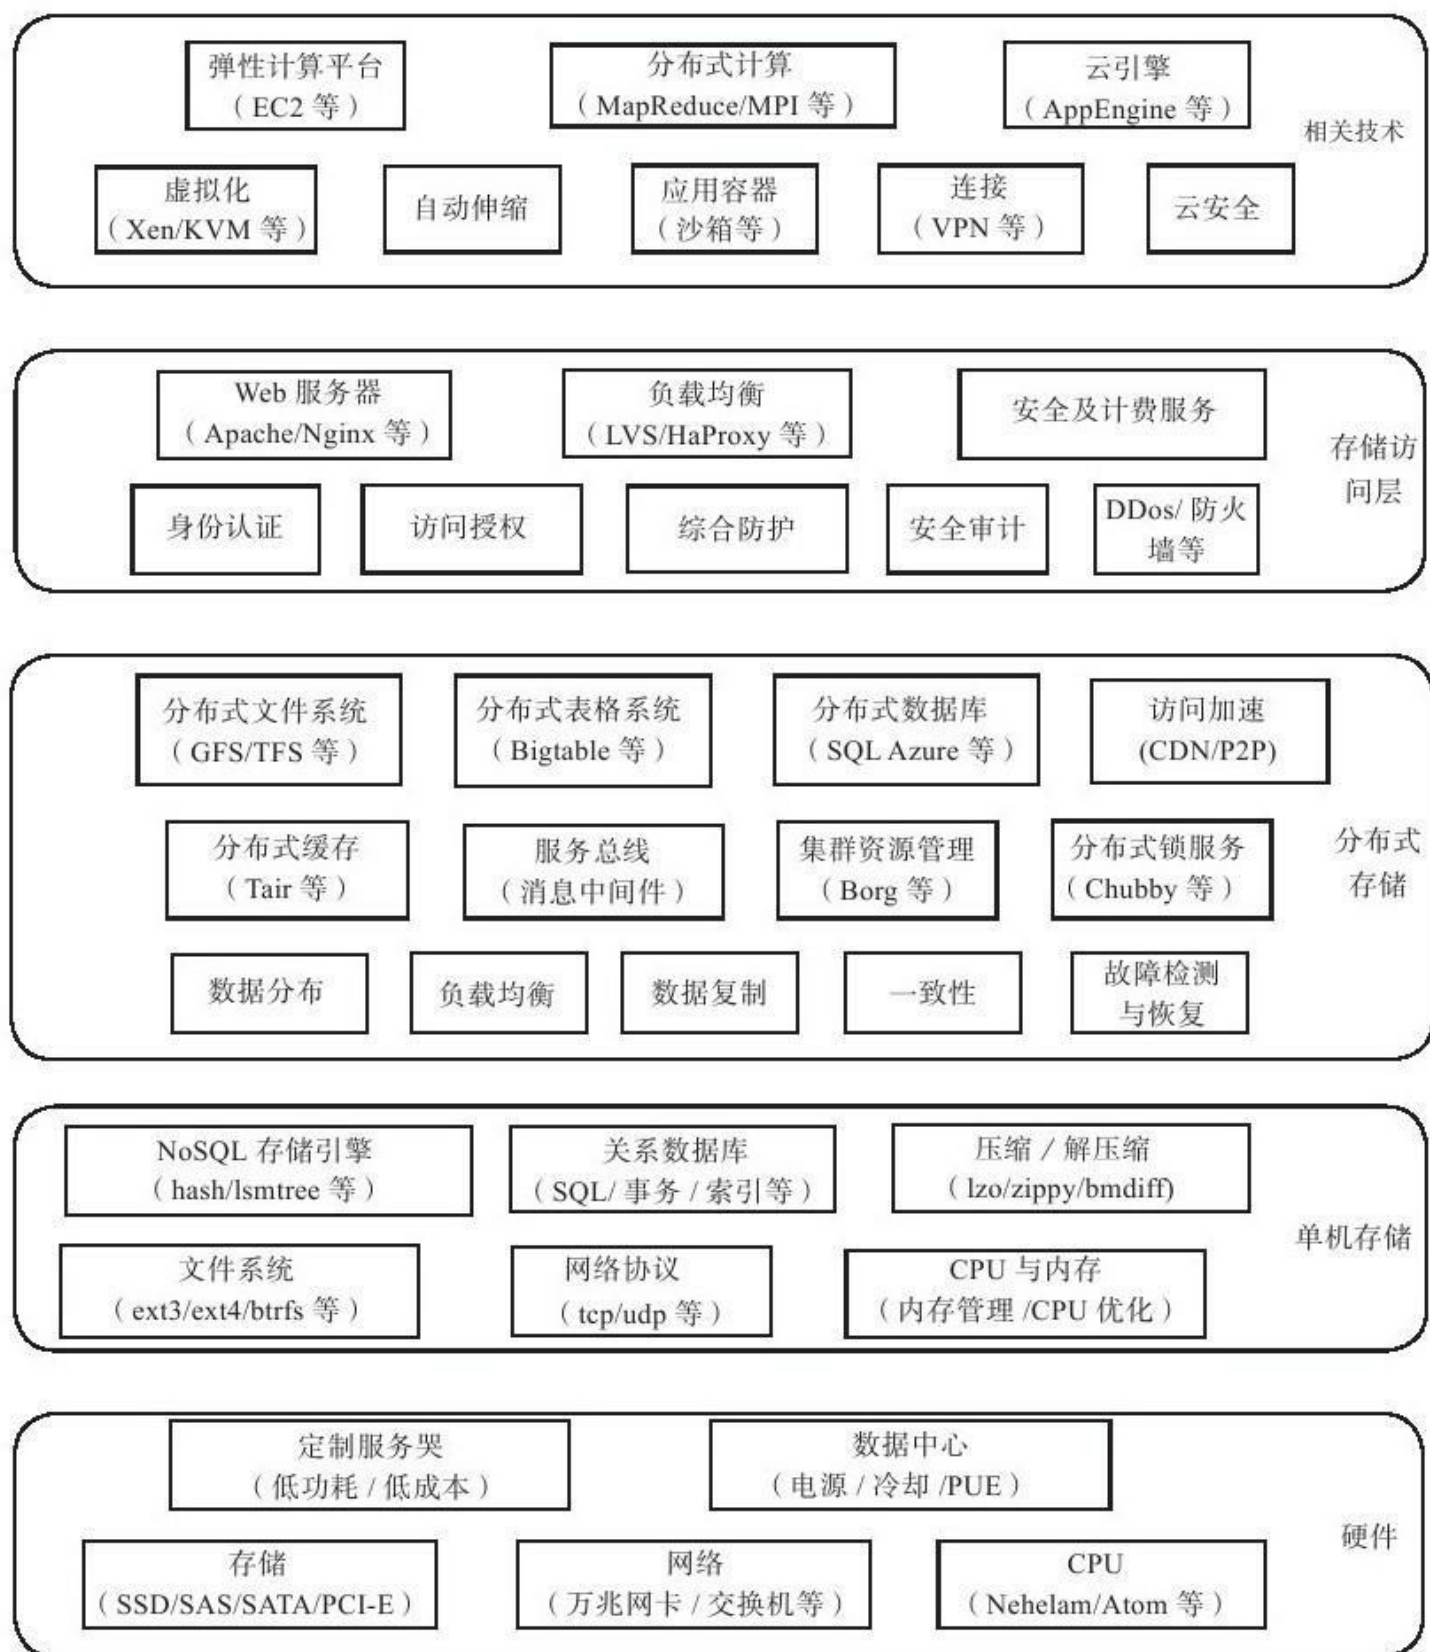 弹性计算平台
（EC2 等）
分布式计算
（MapReduce/MPI 等）
云引擎
（AppEngine 等）
相关技术
虚拟化
（Xen/KVM 等）
自动伸缩
应用容器
（沙箱等）
连接
（VPN 等）
云安全
Web 服务器
（Apache/Nginx 等）
负载均衡
（LVS/HaProxy 等）
安全及计费服务
存储访
问层
身份认证
访问授权
综合防护
安全审计
DDos/ 防火
墙等
分布式文件系统
（GFS/TFS 等）
分布式表格系统
（Bigtable 等）
分布式数据库
（SQL Azure 等）
访问加速
(CDN/P2P)
分布式缓存
（Tair 等）
服务总线
（消息中间件）
集群资源管理
（Borg 等）
分布式锁服务
（Chubby 等）
分布式
存储
数据分布
负载均衡
数据复制
一致性
故障检测
与恢复
NoSQL 存储引擎
（hash/lsmtree 等）
关系数据库
（SQL/ 事务 / 索引等）
压缩 / 解压缩
（lzo/zippy/bmdiff)
单机存储
文件系统
（ext3/ext4/btrfs 等）
网络协议
（tcp/udp 等）
CPU 与内存
（内存管理 /CPU 优化）
定制服务哭
（低功耗 / 低成本）
数据中心
（电源 / 冷却 /PUE）
硬件
存储
（SSD/SAS/SATA/PCI-E）
网络
（万兆网卡 / 交换机等）
CPU
（Nehelam/Atom 等）